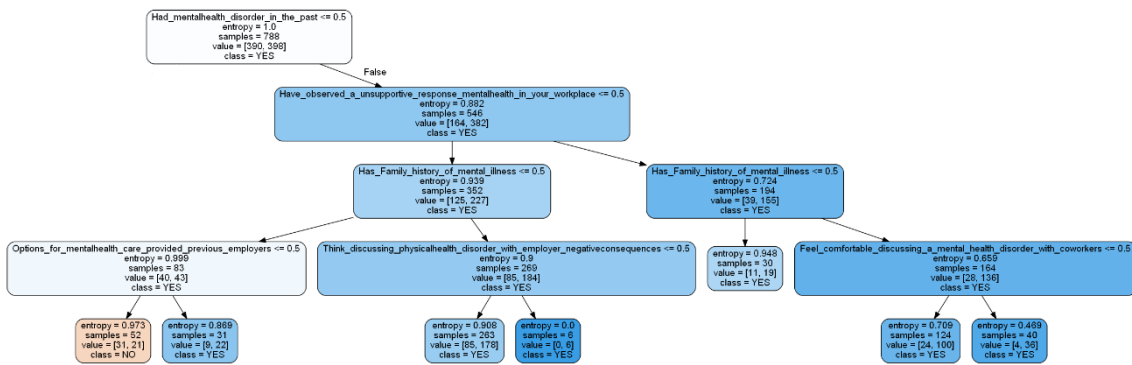 Had_mentalhealth_disorder_in_the_past <= 0.5
entropy = 1.0
samples = 788
value = [390, 398]
class = YES
False
Have_observed_a_unsupportive_response_mentalhealth_in_your_workplace <= 0.5
entropy = 0.882
samples = 546
value = [164, 382]
class = YES
Has_Family_history_of_mental_illness <= 0.5
entropy = 0.939
samples = 352
value = [125, 227]
class = YES
Has_Family_history_of_mental_illness <= 0.5
entropy = 0.724
samples = 194
value = [39, 155]
class = YES
Options_for_mentalhealth_care_provided_previous_employers <= 0.5
entropy = 0.999
samples = 83
value = [40, 43]
class = YES
Think_discussing_physicalhealth_disorder_with_employer_negativeconsequences <= 0.5
entropy = 0.9
samples = 269
value = [85, 184]
class = YES
entropy = 0.948
samples = 30
value = [11, 19]
class = YES
Feel_comfortable_discussing_a_mental_health_disorder_with_coworkers <= 0.5
entropy = 0.659
samples = 164
value = [28, 136]
class = YES
entropy = 0.973
samples = 52
value = [31, 21]
class = NO
entropy = 0.869
samples = 31
value = [9, 22]
class = YES
entropy = 0.908
samples = 263
value = [85, 178]
class = YES
entropy = 0.0
samples = 6
value = [0, 6]
class = YES
entropy = 0.709
samples = 124
value = [24, 100]
class = YES
entropy = 0.469
samples = 40
value = [4, 36]
class = YES